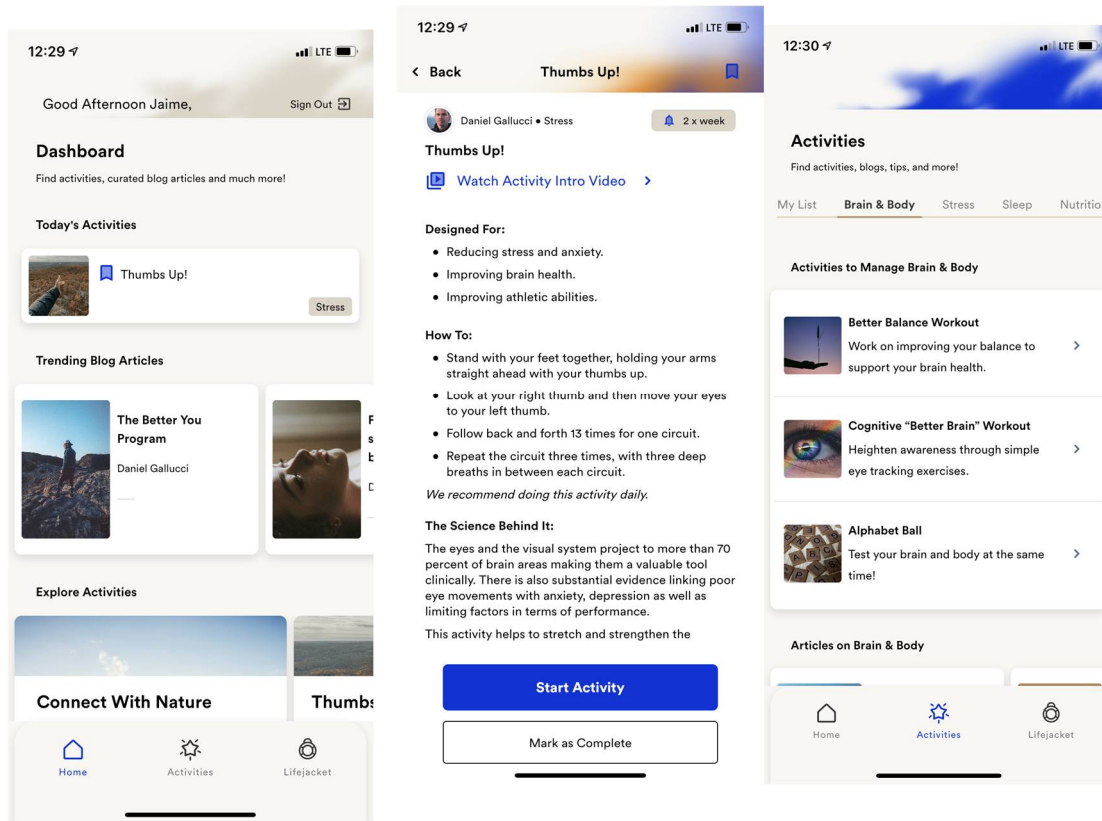 12:29
LTE
Good Afternoon Jaime,
Sign Out
Dashboard
Find activities, curated blog articles and much more!
Today's Activities
Thumbs Up!
Stress
Trending Blog Articles
The Better You
Program
Daniel Gallucci
F
s
b
D
Explore Activities
Connect With Nature
Thumbs
Home
Activities
Lifejacket
12:29
LTE
Back
Thumbs Up!
Daniel Gallucci • Stress
2 x week
Thumbs Up!
Watch Activity Intro Video
Designed For:
• Reducing stress and anxiety.
• Improving brain health.
• Improving athletic abilities.
How To:
• Stand with your feet together, holding your arms
straight ahead with your thumbs up.
• Look at your right thumb and then move your eyes
to your left thumb.
• Follow back and forth 13 times for one circuit.
• Repeat the circuit three times, with three deep
breaths in between each circuit.
We recommend doing this activity daily.
The Science Behind It:
The eyes and the visual system project to more than 70
percent of brain areas making them a valuable tool
clinically. There is also substantial evidence linking poor
eye movements with anxiety, depression as well as
limiting factors in terms of performance.
This activity helps to stretch and strengthen the
Start Activity
Mark as Complete
12:30
LTE
Activities
Find activities, blogs, tips, and more!
My List
Brain & Body
Stress
Sleep
Nutritio
Activities to Manage Brain & Body
Better Balance Workout
Work on improving your balance to
support your brain health.
Cognitive “Better Brain” Workout
Heighten awareness through simple
eye tracking exercises.
A B C
Alphabet Ball
Test your brain and body at the same
time!
Articles on Brain & Body
Home
Activities
Lifejacket